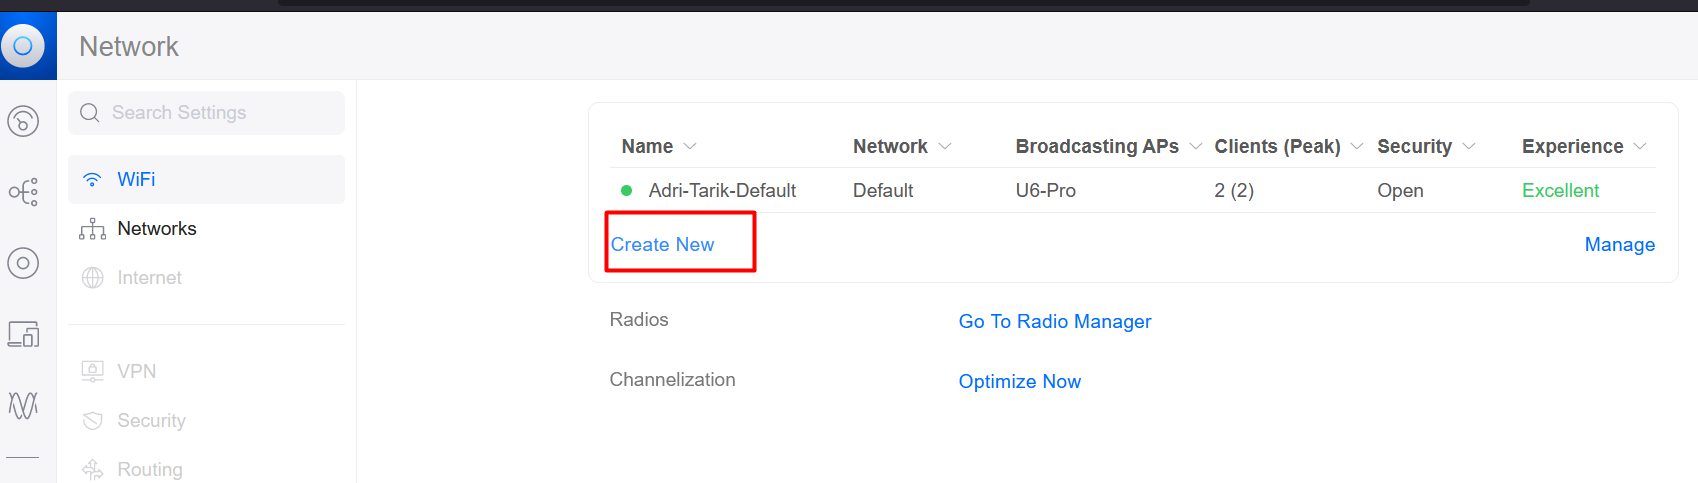 Network
Search Settings
WiFi
Networks
Internet
VPN
Security
Routing
Name Network Broadcasting APs Clients (Peak) Security Experience
Adri-Tarik-Default Default U6-Pro 2 (2) Open Excellent
Create New Manage
Radios Go To Radio Manager
Channelization Optimize Now